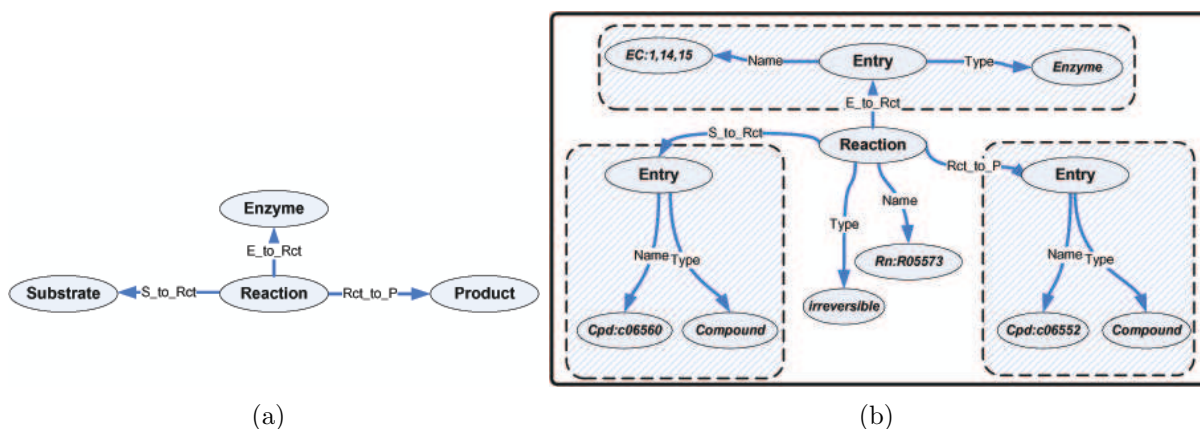 Enzyme
E_to_Rct
Substrate
S_to_Rct
Reaction
Rct_to_P
Product
(a)
EC:1,14,15
Name
Entry
Type
Enzyme
E_to_Rct
S_to_Rct
Reaction
Rct_to_P
Entry
Entry
Name
Type
Rn:R05573
Name
Type
Name
Type
irreversible
Cpd:c06560
Compound
Cpd:c06552
Compound
(b)